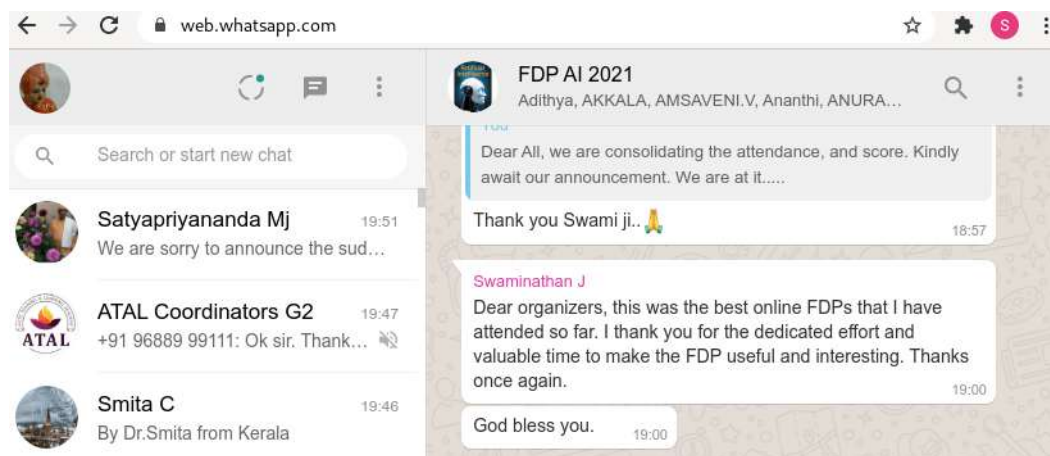 web.whatsapp.com
S
Search or start new chat
Satyapriyananda Mj 19:51
We are sorry to announce the sud...
ATAL Coordinators G2 19:47
ATAL
+91 96889 99111: Ok sir. Thank...
Smita C 19:46
By Dr.Smita from Kerala
FDP AI 2021
Adithya, AKKALA, AMSAVENI.V, Ananthi, ANURA...
You
Dear All, we are consolidating the attendance, and score. Kindly
await our announcement. We are at it.....
Thank you Swami ji..🙏
18:57
Swaminathan J
Dear organizers, this was the best online FDPs that I have
attended so far. I thank you for the dedicated effort and
valuable time to make the FDP useful and interesting. Thanks
once again.
19:00
God bless you. 19:00